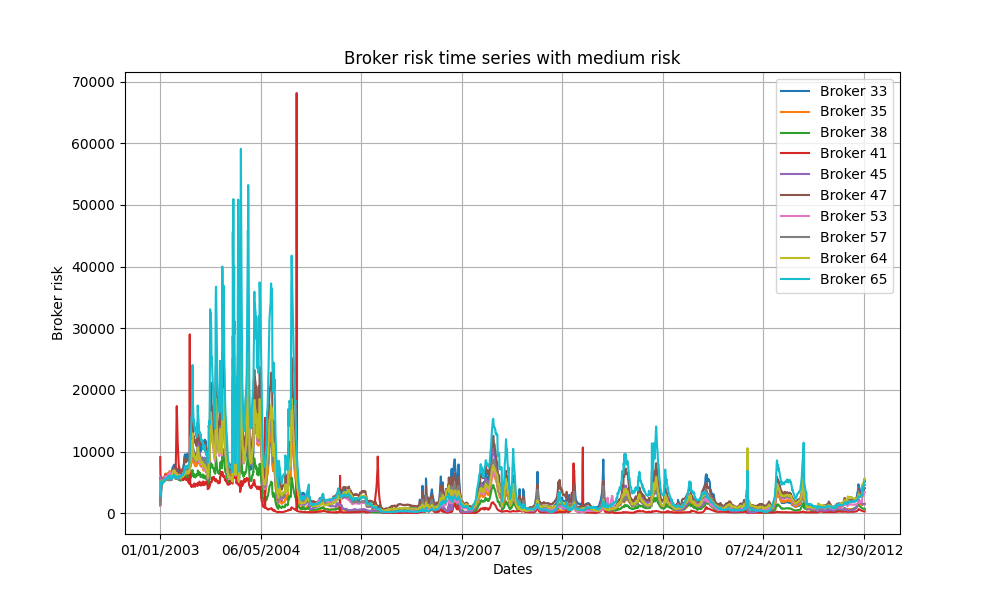 Broker risk time series with medium risk
70000
60000
50000
40000
30000
20000
10000
0
Broker risk
Broker 33
Broker 35
Broker 38
Broker 41
Broker 45
Broker 47
Broker 53
Broker 57
Broker 64
Broker 65
01/01/2003 06/05/2004 11/08/2005 04/13/2007 09/15/2008 02/18/2010 07/24/2011 12/30/2012
Dates